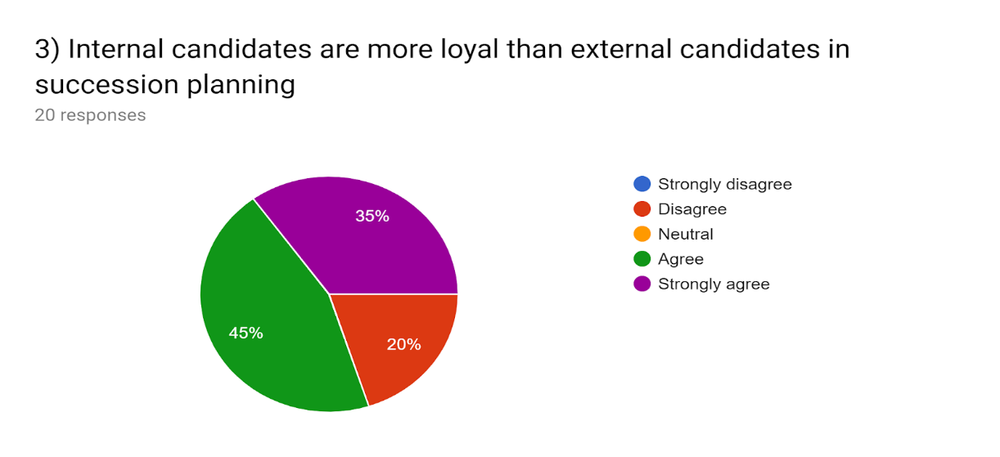 3) Internal candidates are more loyal than external candidates in
succession planning
20 responses
35%
45%
20%
Strongly disagree
Disagree
Neutral
Agree
Strongly agree